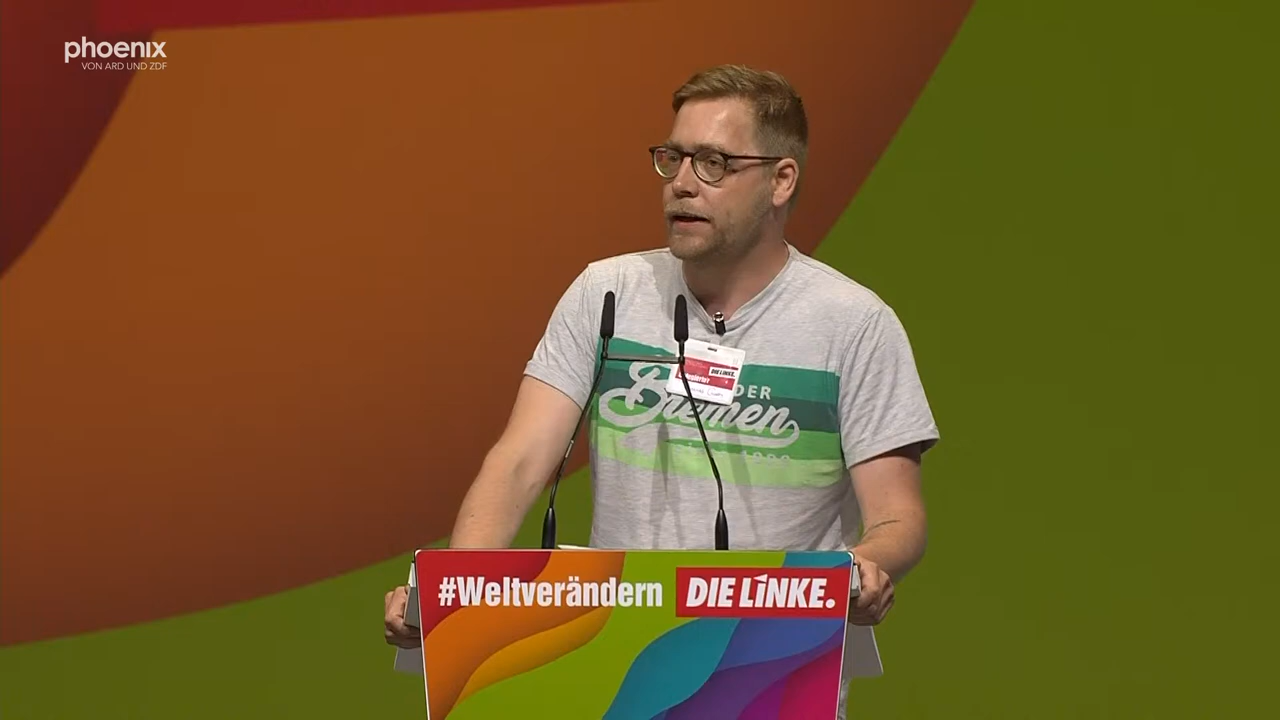 phoenix
VON ARD UND ZDF
DIE LINKE.
DER
Bremen
#Weltverändern
DIE LINKE.